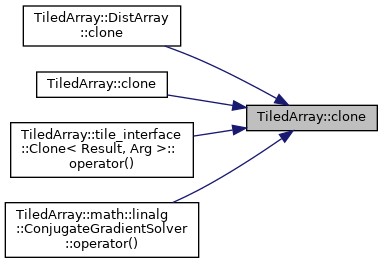 TiledArray::DistArray
::clone
TiledArray::clone
TiledArray::tile_interface
::Clone< Result, Arg >::
operator()
TiledArray::math::linalg
::ConjugateGradientSolver
::operator()
TiledArray::clone